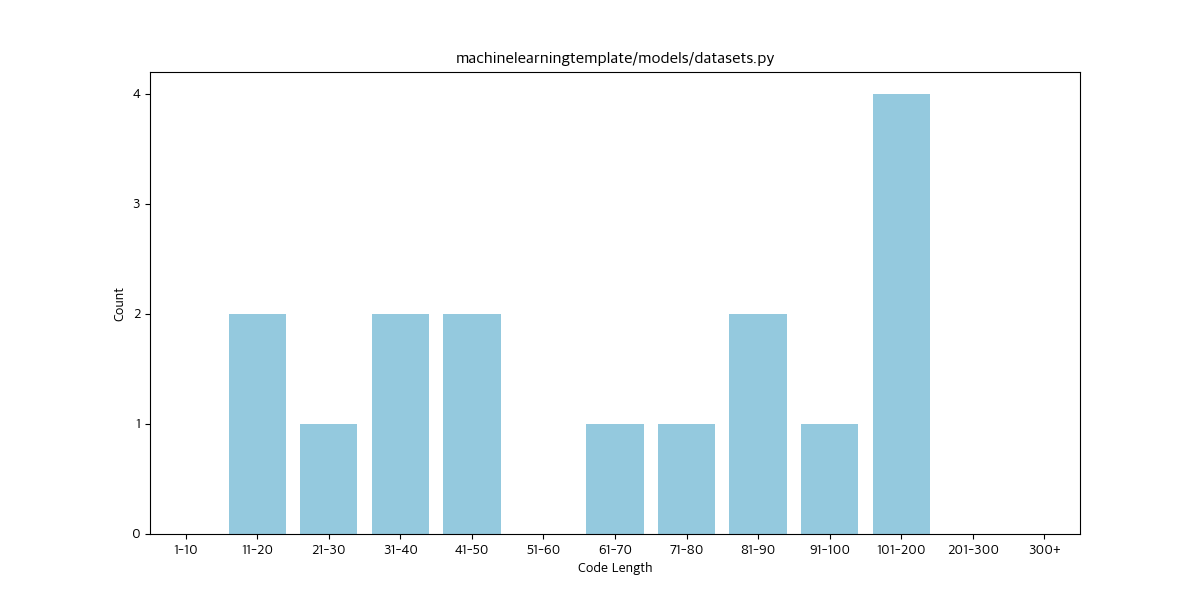 machinelearningtemplate/models/datasets.py
4
3
2
1
0
Count
1-10 11-20 21-30 31-40 41-50 51-60 61-70 71-80 81-90 91-100 101-200 201-300 300+
Code Length